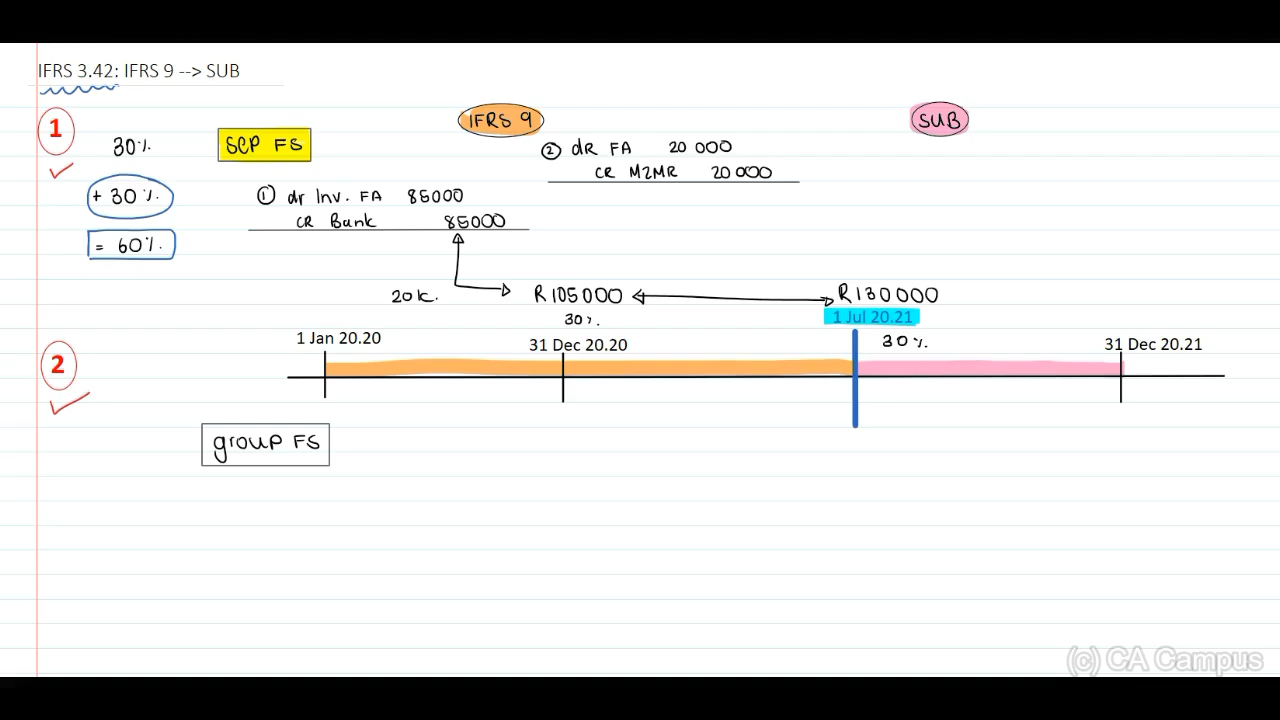 IFRS 3.42: IFRS 9 --> SUB
1
30%
+ 30%
= 60%
SEP FS
IFRS 9
SUB
② dR FA 20 000
CR M2MR 20 000
① dr Inv. FA 85000
CR Bank 85000
20k.
R105000
30%
R130000
1 Jul 20.21
30%
1 Jan 20.20
31 Dec 20.20
31 Dec 20.21
2
group FS
(c) CA Campus